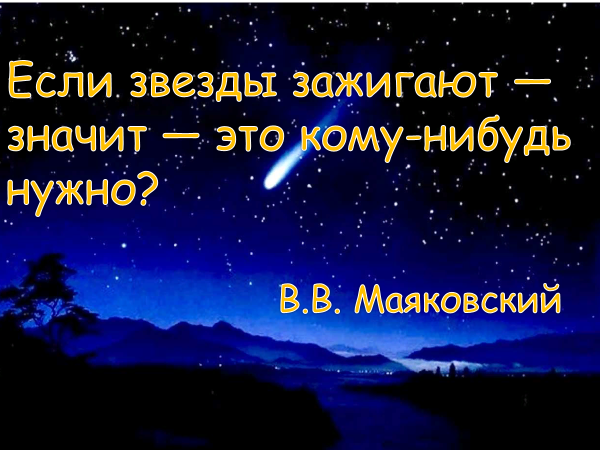 Если звезды зажигают —
значит — это кому-нибудь
нужно?
В.В. Маяковский